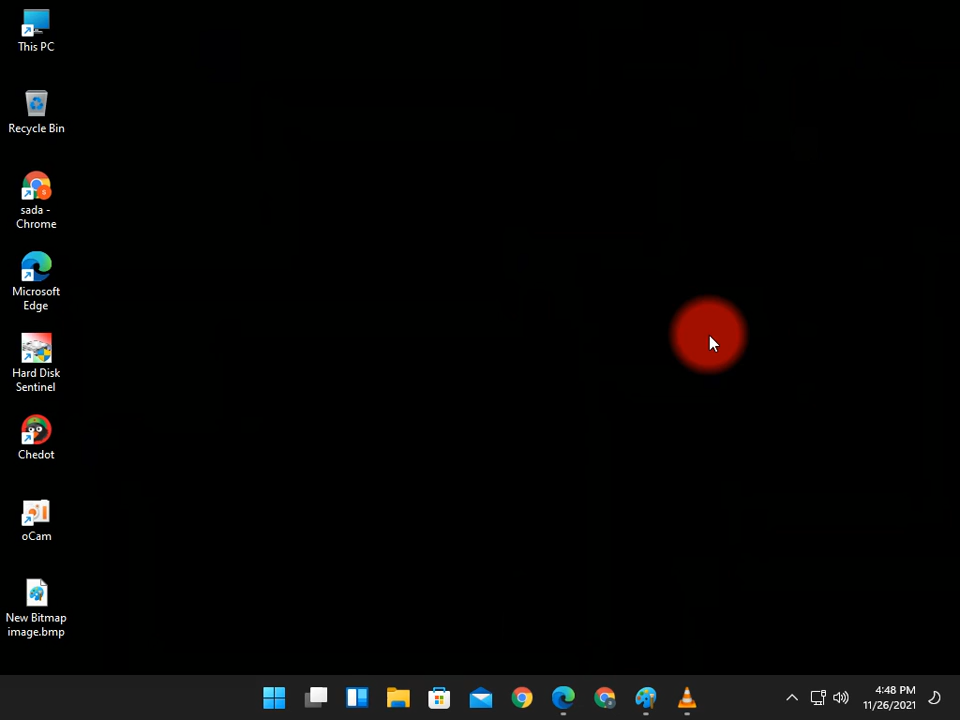 This PC
Recycle Bin
sada -
Chrome
Microsoft
Edge
Hard Disk
Sentinel
Chedot
oCam
New Bitmap
image.bmp
4:48 PM
11/26/2021